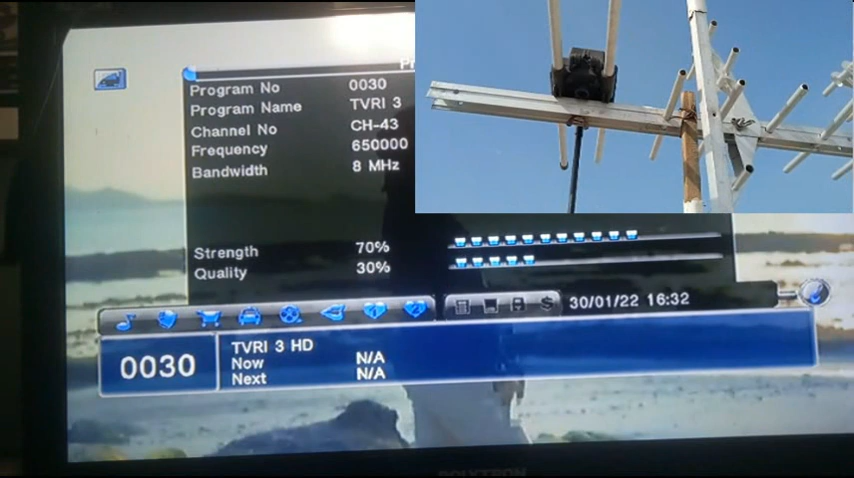 Program No 0030
Program Name TVRI 3
Channel No CH-43
Frequency 650000
Bandwidth 8 MHz
Strength 70%
Quality 30%
30/01/22 16:32
0030
TVRI 3 HD
Now N/A
Next N/A
POLYTRON